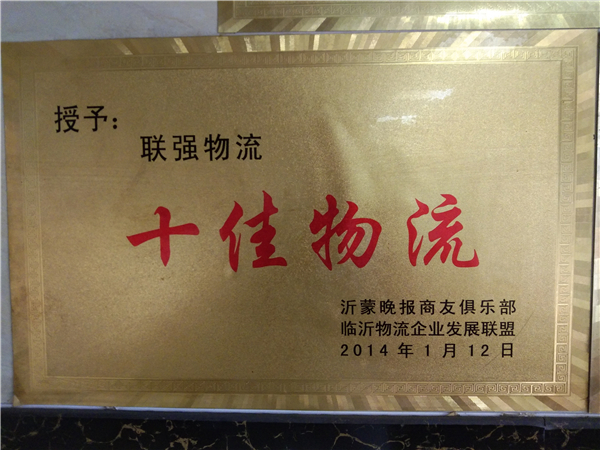 授予：
联强物流
十佳物流
沂蒙晚报商友俱乐部
临沂物流企业发展联盟
2014年1月12日